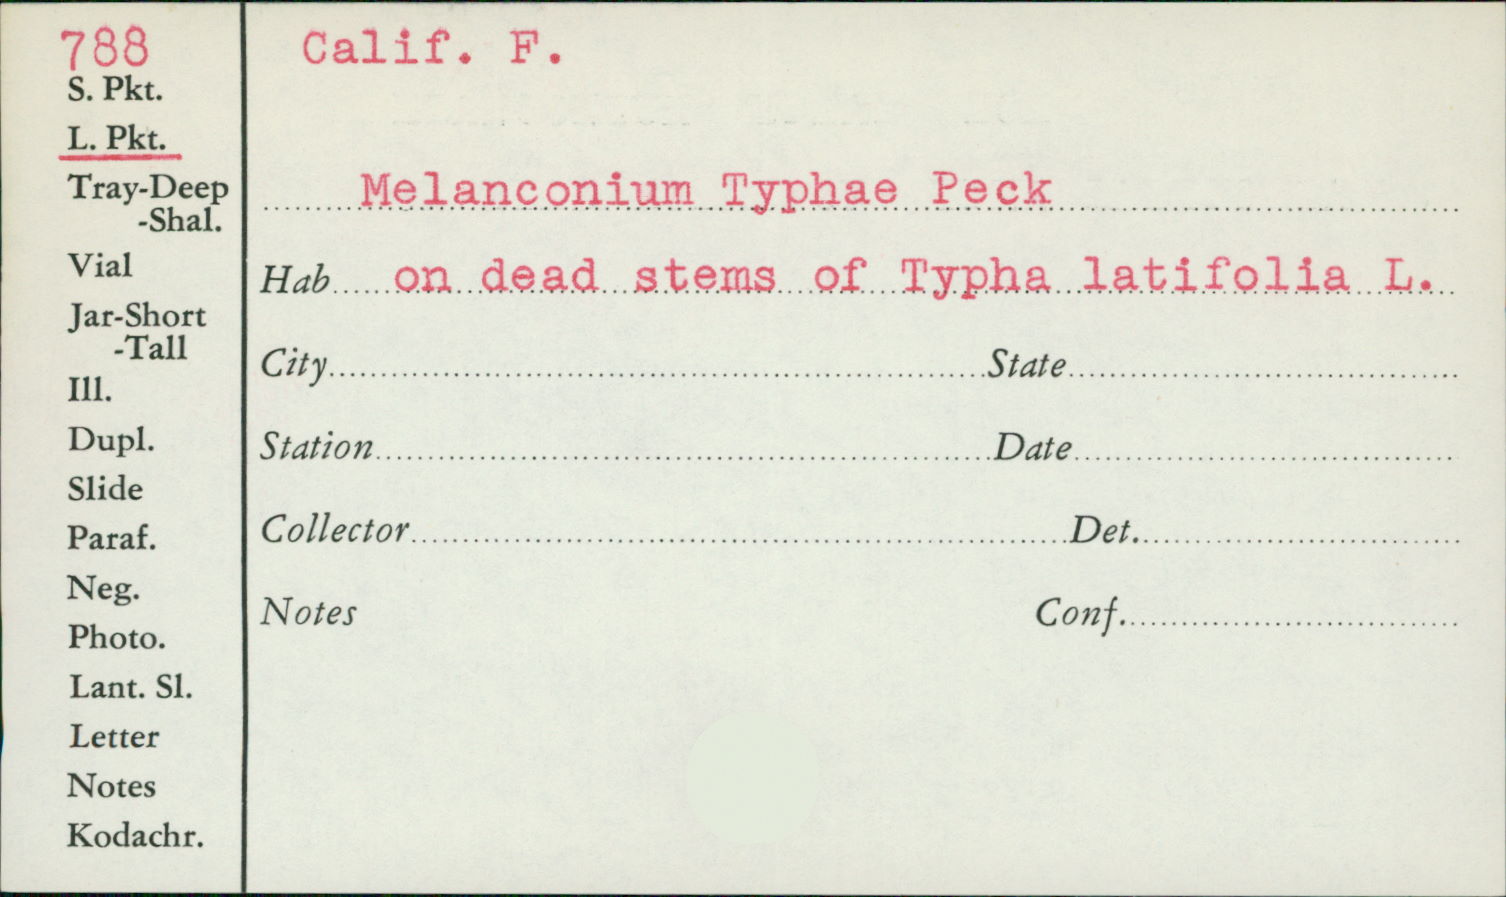 788
S. Pkt.
L. Pkt.
Tray-Deep
-Shal.
Vial
Jar-Short
-Tall
Ill.
Dupl.
Slide
Paraf.
Neg.
Photo.
Lant. Sl.
Letter
Notes
Kodachr.
Calif. F.
Melanconium Typhae Peck
Hab on dead stems of Typha latifolia L.
City State
Station Date
Collector Det.
Notes Conf.